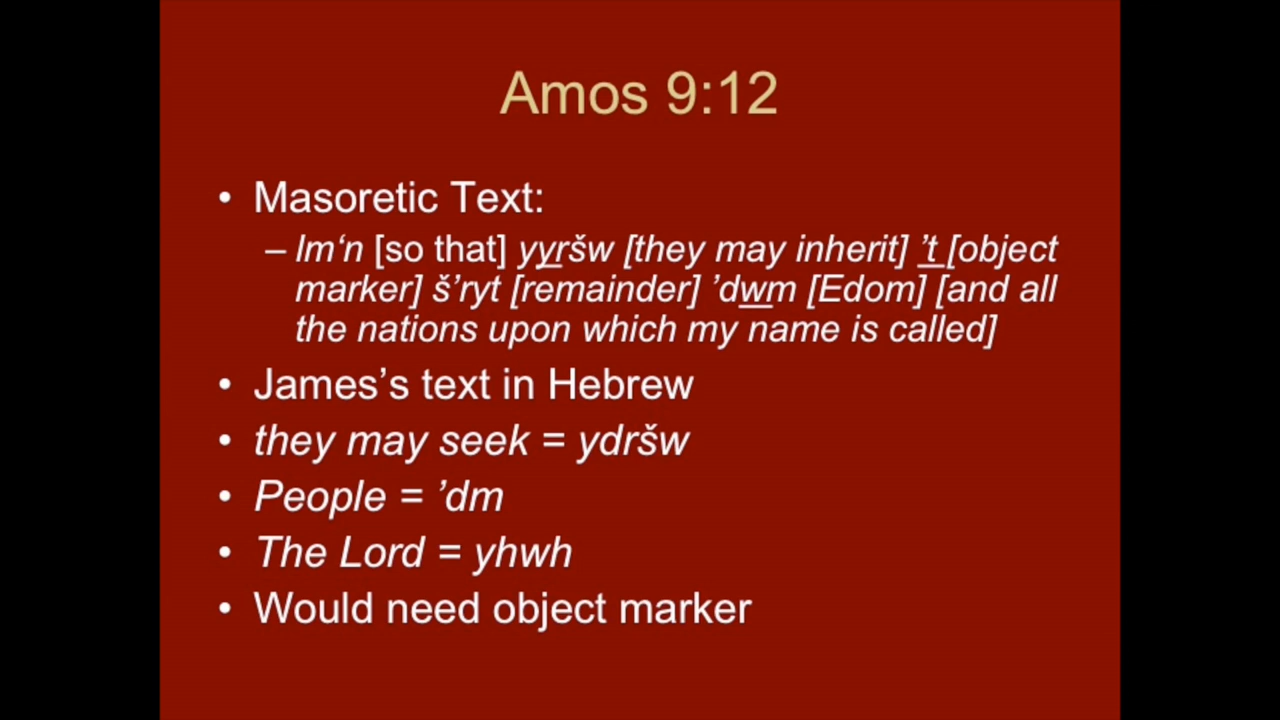 Amos 9:12
• Masoretic Text:
– lm‘n [so that] yyršw [they may inherit] ’t [object
marker] š’ryt [remainder] ’dwm [Edom] [and all
the nations upon which my name is called]
• James’s text in Hebrew
• they may seek = ydršw
• People = ’dm
• The Lord = yhwh
• Would need object marker